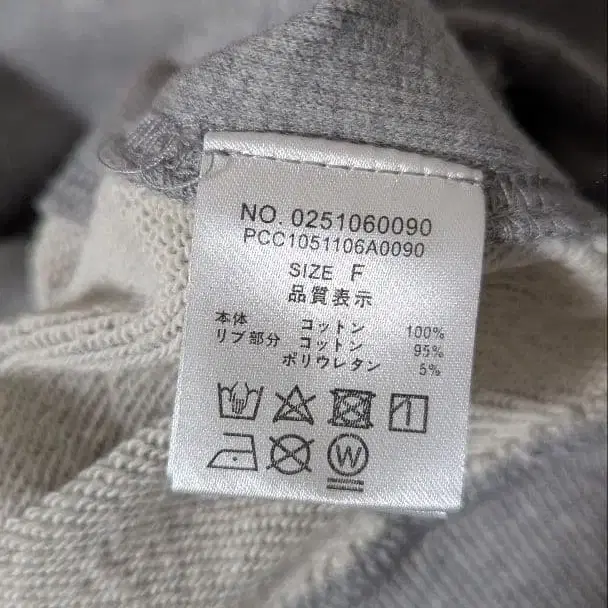 NO. 0251060090
PCC1051106A0090
SIZE F
品質表示
本体 コットン 100%
リブ部分 コットン 95%
ポリウレタン 5%
W